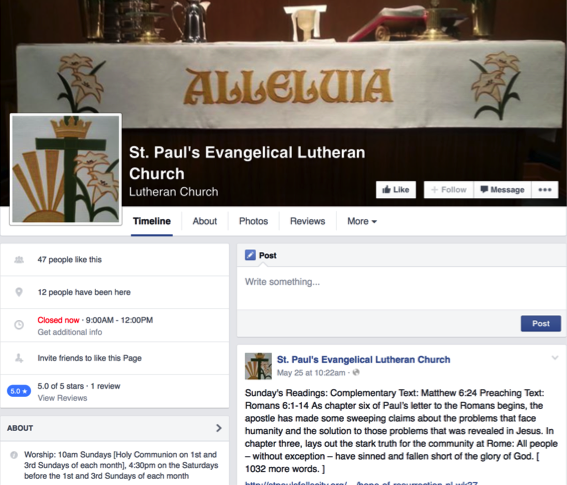 ALLELUIA
St. Paul's Evangelical Lutheran
Church
Lutheran Church
Like
+ Follow
Message
•••
Timeline
About
Photos
Reviews
More
47 people like this
12 people have been here
Closed now · 9:00AM - 12:00PM
Get additional info
Invite friends to like this Page
5.0 ★
5.0 of 5 stars · 1 review
View Reviews
ABOUT
Worship: 10am Sundays [Holy Communion on 1st and
3rd Sundays of each month], 4:30pm on the Saturdays
before the 1st and 3rd Sundays of each month
Post
Write something...
Post
St. Paul's Evangelical Lutheran Church
May 25 at 10:22am ·
Sunday's Readings: Complementary Text: Matthew 6:24 Preaching Text:
Romans 6:1-14 As chapter six of Paul's letter to the Romans begins, the
apostle has made some sweeping claims about the problems that face
humanity and the solution to those problems that was revealed in Jesus. In
chapter three, lays out the stark truth for the community at Rome: All people
– without exception – have sinned and fallen short of the glory of God. [
1032 more words. ]